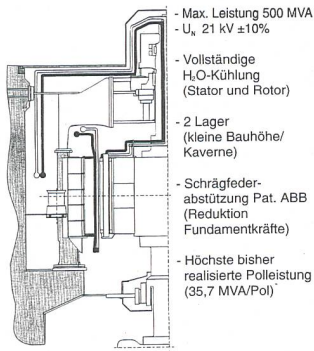 - Max. Leistung 500 MVA
- Uₙ 21 kV ±10%
- Vollständige
H₂O-Kühlung
(Stator und Rotor)
- 2 Lager
(kleine Bauhöhe/
Kaverne)
- Schrägfeder-
abstützung Pat. ABB
(Reduktion
Fundamentkräfte)
- Höchste bisher
realisierte Polleistung
(35,7 MVA/Pol)